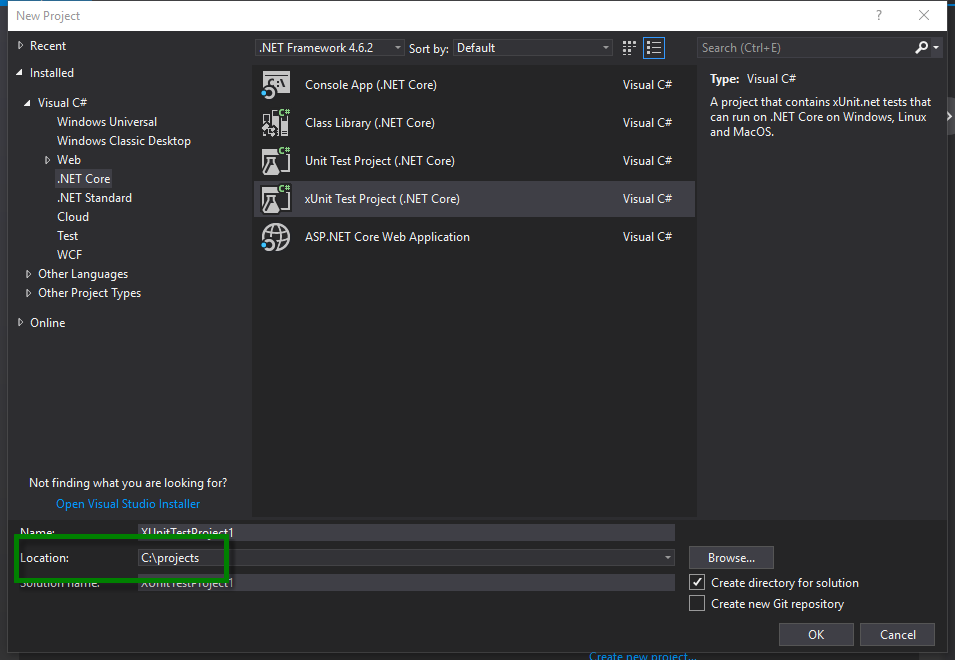 New Project
?
Recent
.NET Framework 4.6.2
Sort by:
Default
Search (Ctrl+E)
Installed
Visual C#
Windows Universal
Windows Classic Desktop
Web
.NET Core
.NET Standard
Cloud
Test
WCF
Other Languages
Other Project Types
Online
Not finding what you are looking for?
Open Visual Studio Installer
Console App (.NET Core) Visual C#
Class Library (.NET Core) Visual C#
Unit Test Project (.NET Core) Visual C#
xUnit Test Project (.NET Core) Visual C#
ASP.NET Core Web Application Visual C#
Type: Visual C#
A project that contains xUnit.net tests that
can run on .NET Core on Windows, Linux
and MacOS.
Name: XUnitTestProject1
Location: C:\projects
Browse...
Solution name: XUnitTestProject1
Create directory for solution
Create new Git repository
OK
Cancel
Create new project...